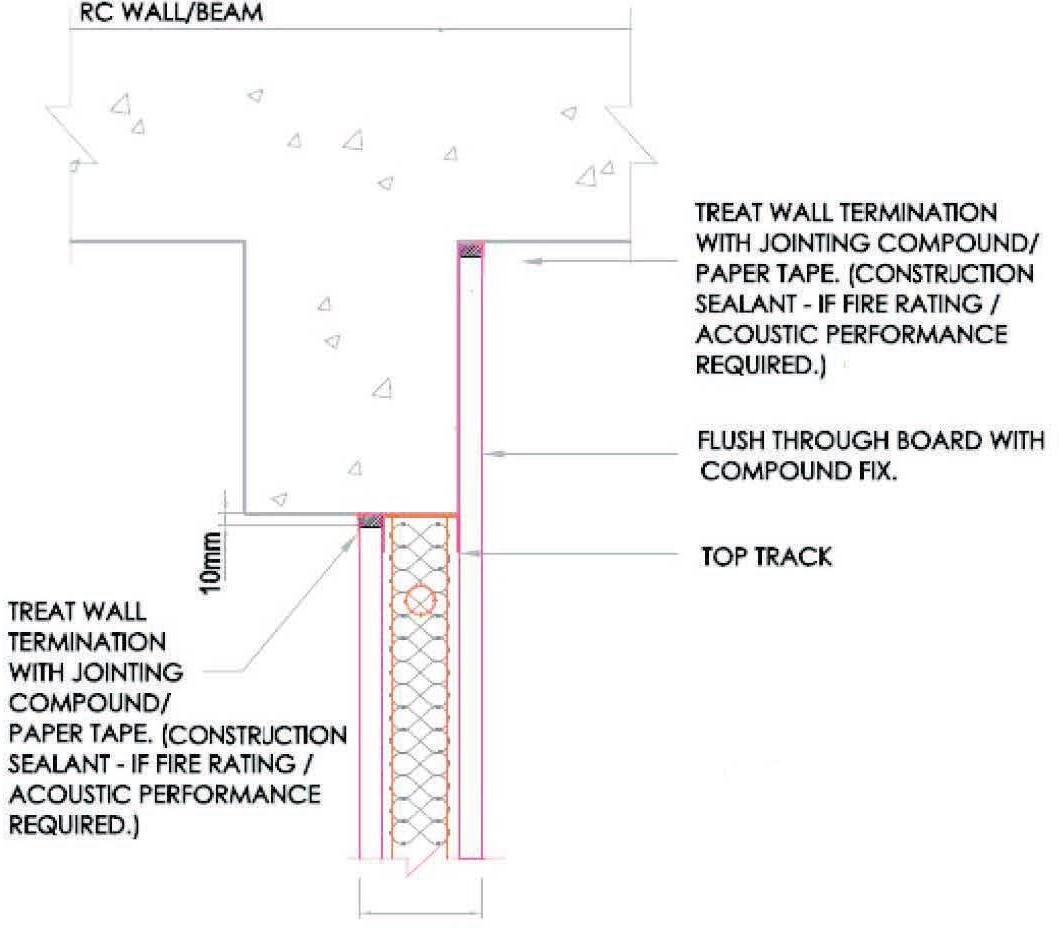 RC WALL/BEAM
TREAT WALL TERMINATION
WITH JOINTING COMPOUND/
PAPER TAPE. (CONSTRUCTION
SEALANT - IF FIRE RATING /
ACOUSTIC PERFORMANCE
REQUIRED.)
FLUSH THROUGH BOARD WITH
COMPOUND FIX.
TOP TRACK
10mm
TREAT WALL
TERMINATION
WITH JOINTING
COMPOUND/
PAPER TAPE. (CONSTRUCTION
SEALANT - IF FIRE RATING /
ACOUSTIC PERFORMANCE
REQUIRED.)